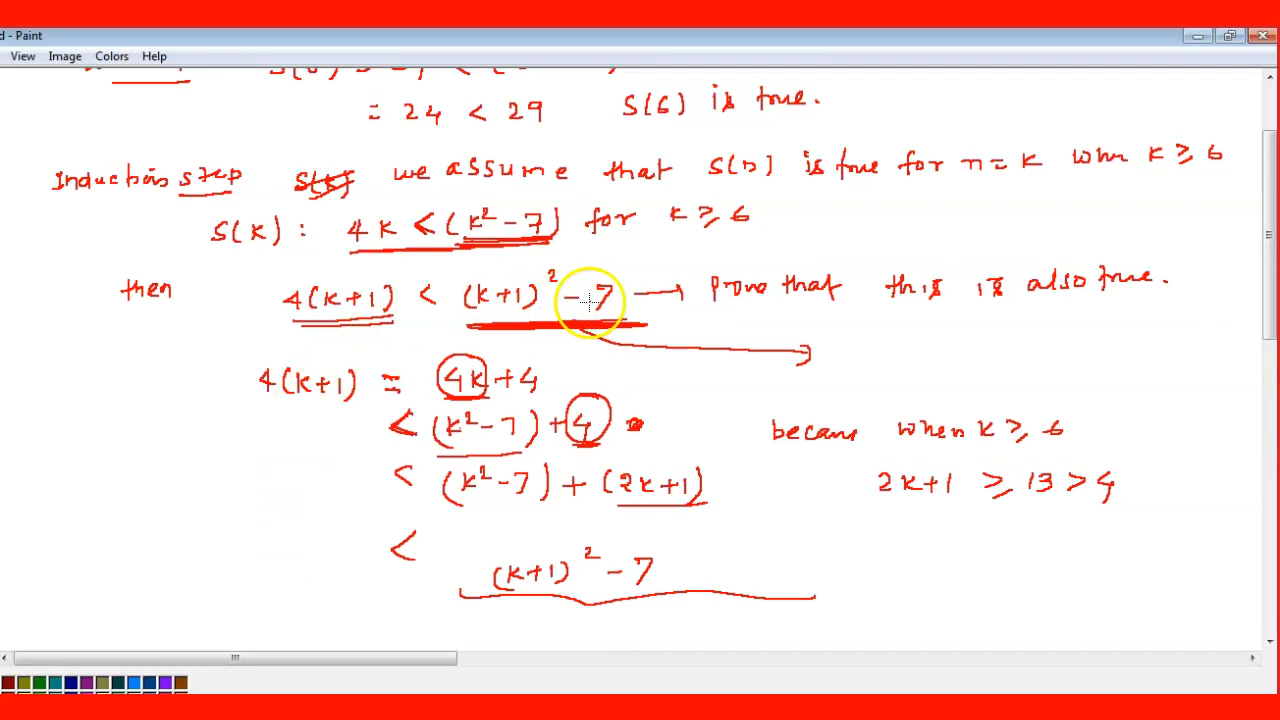 d - Paint
View Image Colors Help
= 24 < 29 S(6) is true.
Induction step S(k) we assume that S(n) is true for n = k when k ≥ 6
S(k) : 4k < (k² - 7) for k ≥ 6
then 4(k+1) < (k+1)² - 7 → Prove that this is also true.
4(k+1) = 4k + 4
< (k² - 7) + 4 because when k ≥ 6
< (k² - 7) + (2k+1) 2k+1 ≥ 13 > 4
<
(k+1)² - 7